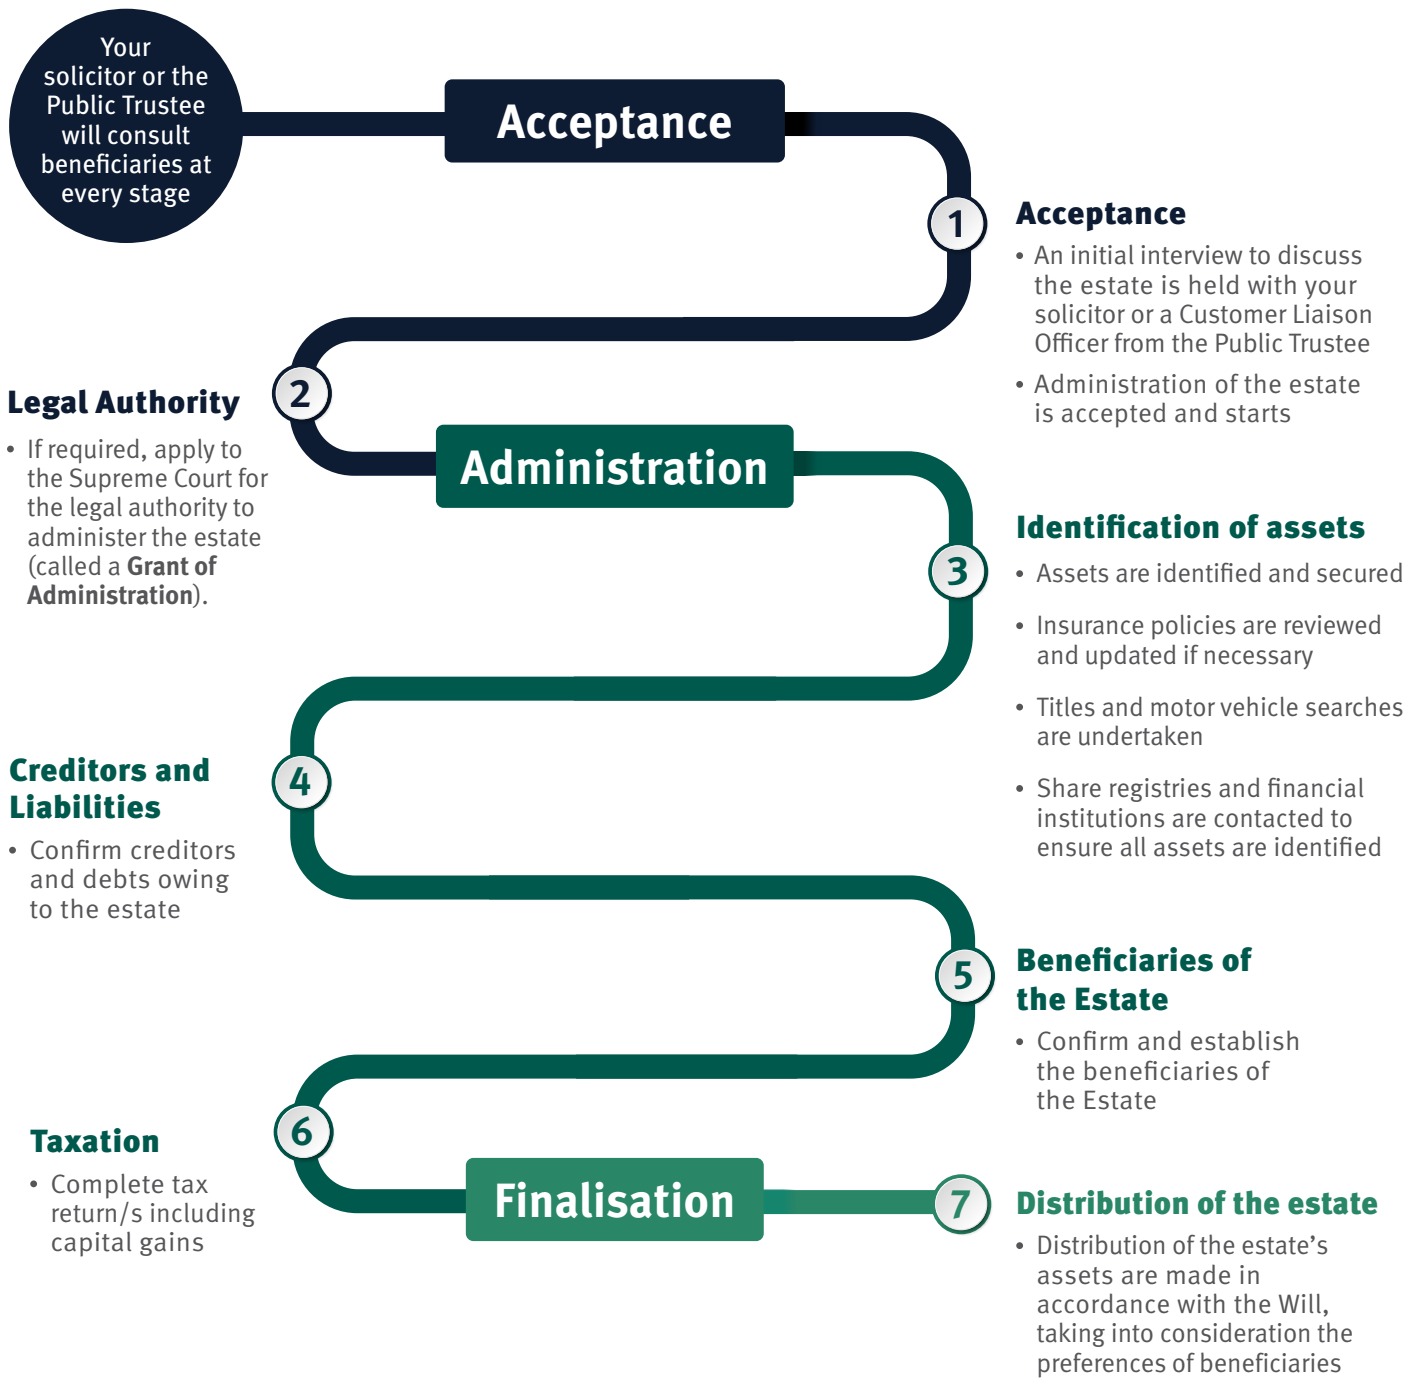 Your
solicitor or the
Public Trustee
will consult
beneficiaries at
every stage
Acceptance
1
Acceptance
• An initial interview to discuss
the estate is held with your
solicitor or a Customer Liaison
Officer from the Public Trustee
• Administration of the estate
is accepted and starts
2
Legal Authority
• If required, apply to
the Supreme Court for
the legal authority to
administer the estate
(called a Grant of
Administration).
Administration
3
Identification of assets
• Assets are identified and secured
• Insurance policies are reviewed
and updated if necessary
• Titles and motor vehicle searches
are undertaken
• Share registries and financial
institutions are contacted to
ensure all assets are identified
4
Creditors and
Liabilities
• Confirm creditors
and debts owing
to the estate
5
Beneficiaries of
the Estate
• Confirm and establish
the beneficiaries of
the Estate
6
Taxation
• Complete tax
return/s including
capital gains
Finalisation
7
Distribution of the estate
• Distribution of the estate’s
assets are made in
accordance with the Will,
taking into consideration the
preferences of beneficiaries